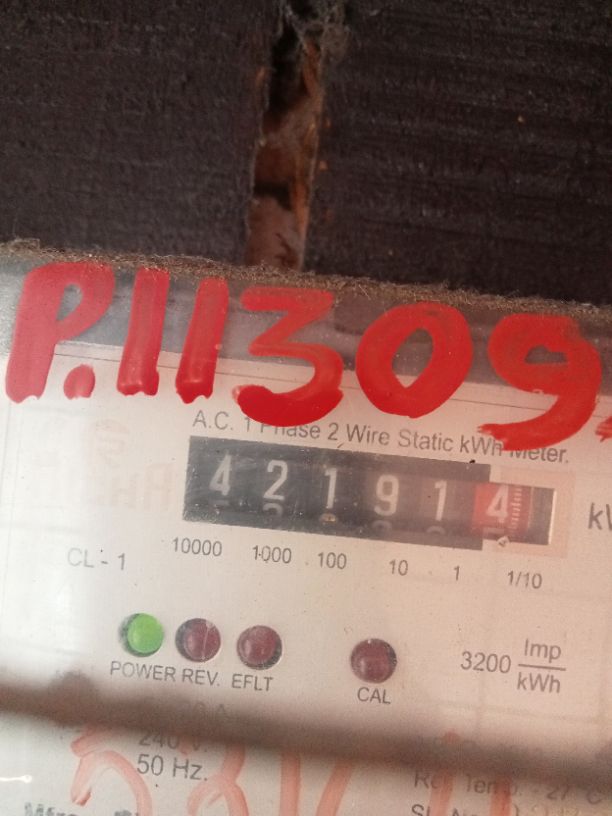 P.11309
A.C. 1 Phase 2 Wire Static kWh Meter.
4 2 1 9 1 4
CL - 1 10000 1000 100 10 1 1/10
POWER REV. EFLT CAL 3200 Imp/kWh
240 V.
50 Hz.